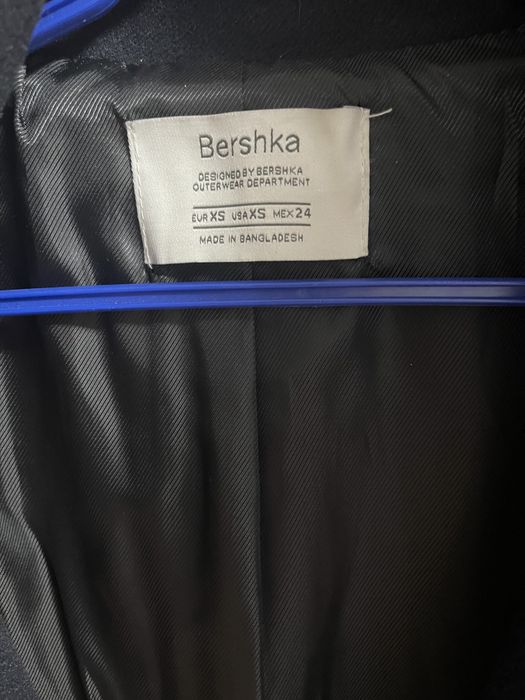 Bershka
DESIGNED BY BERSHKA
OUTERWEAR DEPARTMENT
EUR XS USA XS MEX 24
MADE IN BANGLADESH